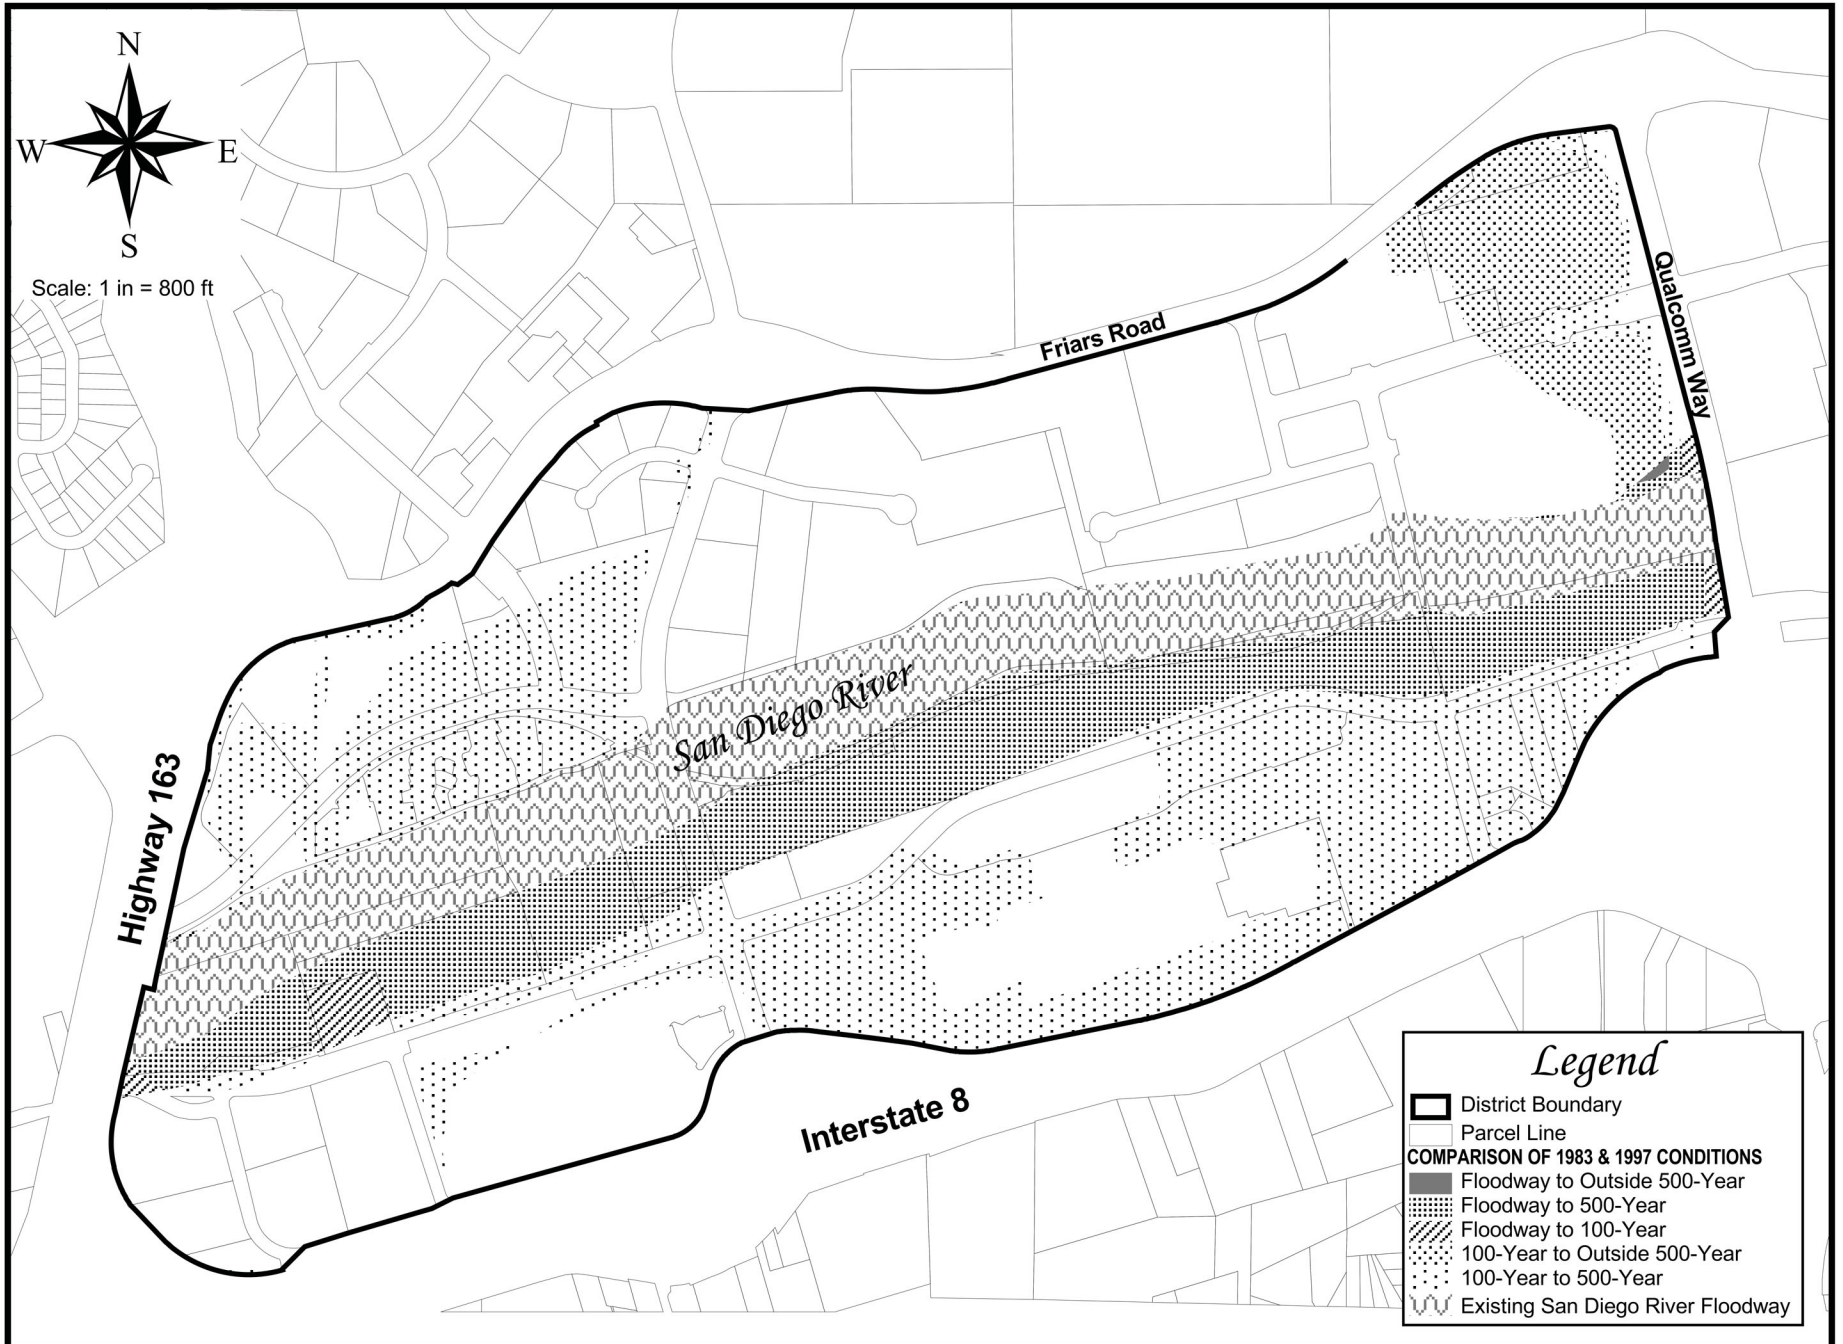 N
W E
S
Scale: 1 in = 800 ft
Qualcomm Way
Friars Road
San Diego River
Highway 163
Interstate 8
Legend
District Boundary
Parcel Line
COMPARISON OF 1983 & 1997 CONDITIONS
Floodway to Outside 500-Year
Floodway to 500-Year
Floodway to 100-Year
100-Year to Outside 500-Year
100-Year to 500-Year
Existing San Diego River Floodway